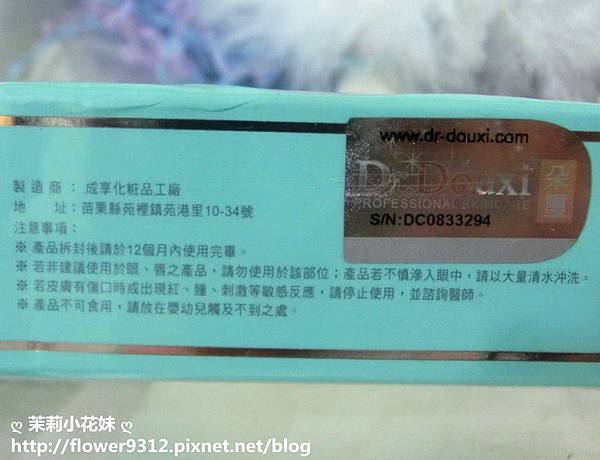 www.dr-douxi.com
Dr.Douxi 朵璽
PROFESSIONAL SKINCARE
S/N:DC0833294
製造商：成享化粧品工廠
地　址：苗栗縣苑裡鎮苑港里10-34號
注意事項：
※ 產品拆封後請於12個月內使用完畢。
※ 若非建議使用於眼、唇之產品，請勿使用於該部位；產品若不慎滲入眼中，請以大量清水沖洗。
※ 若皮膚有傷口時或出現紅、腫、刺激等敏感反應，請停止使用，並諮詢醫師。
※ 產品不可食用，請放在嬰幼兒觸及不到之處。
ღ 茉莉小花妹 ღ
http://flower9312.pixnet.net/blog